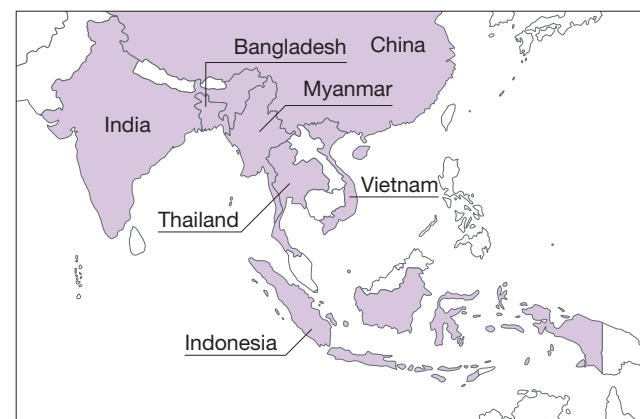 Bangladesh
China
Myanmar
India
Vietnam
Thailand
Indonesia